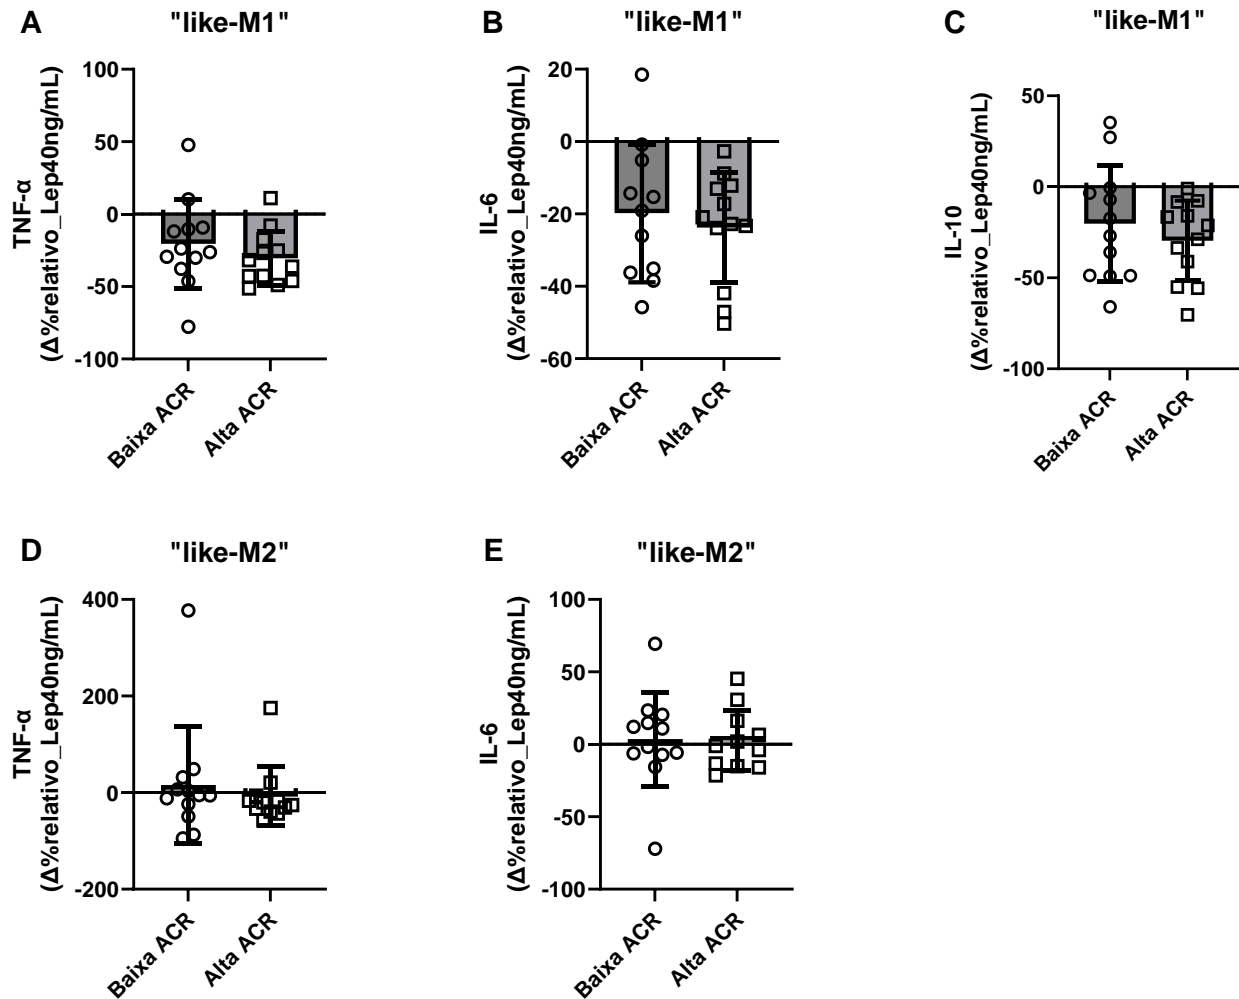 A
"like-M1"
TNF-α
(Δ%relativo_Lep40ng/mL)
100
50
0
-50
-100
Baixa ACR
Alta ACR
B
"like-M1"
IL-6
(Δ%relativo_Lep40ng/mL)
20
0
-20
-40
-60
Baixa ACR
Alta ACR
C
"like-M1"
IL-10
(Δ%relativo_Lep40ng/mL)
50
0
-50
-100
Baixa ACR
Alta ACR
D
"like-M2"
TNF-α
(Δ%relativo_Lep40ng/mL)
400
200
0
-200
Baixa ACR
Alta ACR
E
"like-M2"
IL-6
(Δ%relativo_Lep40ng/mL)
100
50
0
-50
-100
Baixa ACR
Alta ACR